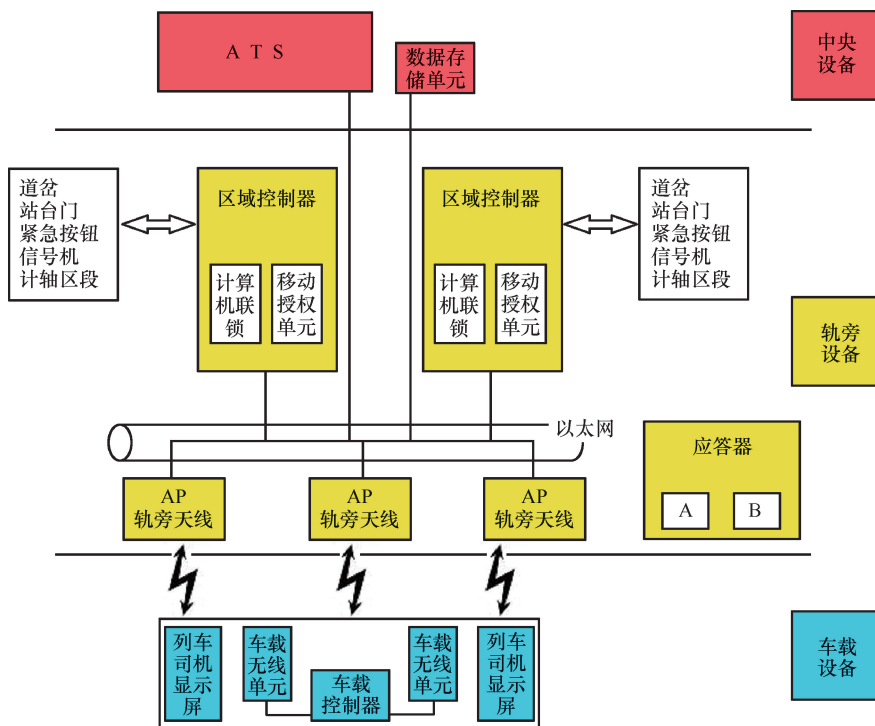 A T S
数据存
储单元
中央
设备
道岔
站台门
紧急按钮
信号机
计轴区段
区域控制器
计算
机联
锁
移动
授权
单元
区域控制器
计算
机联
锁
移动
授权
单元
道岔
站台门
紧急按钮
信号机
计轴区段
轨旁
设备
以太网
AP
轨旁天线
AP
轨旁天线
AP
轨旁天线
应答器
A
B
列车
司机
显示
屏
车载
无线
单元
车载
控制器
车载
无线
单元
列车
司机
显示
屏
车载
设备